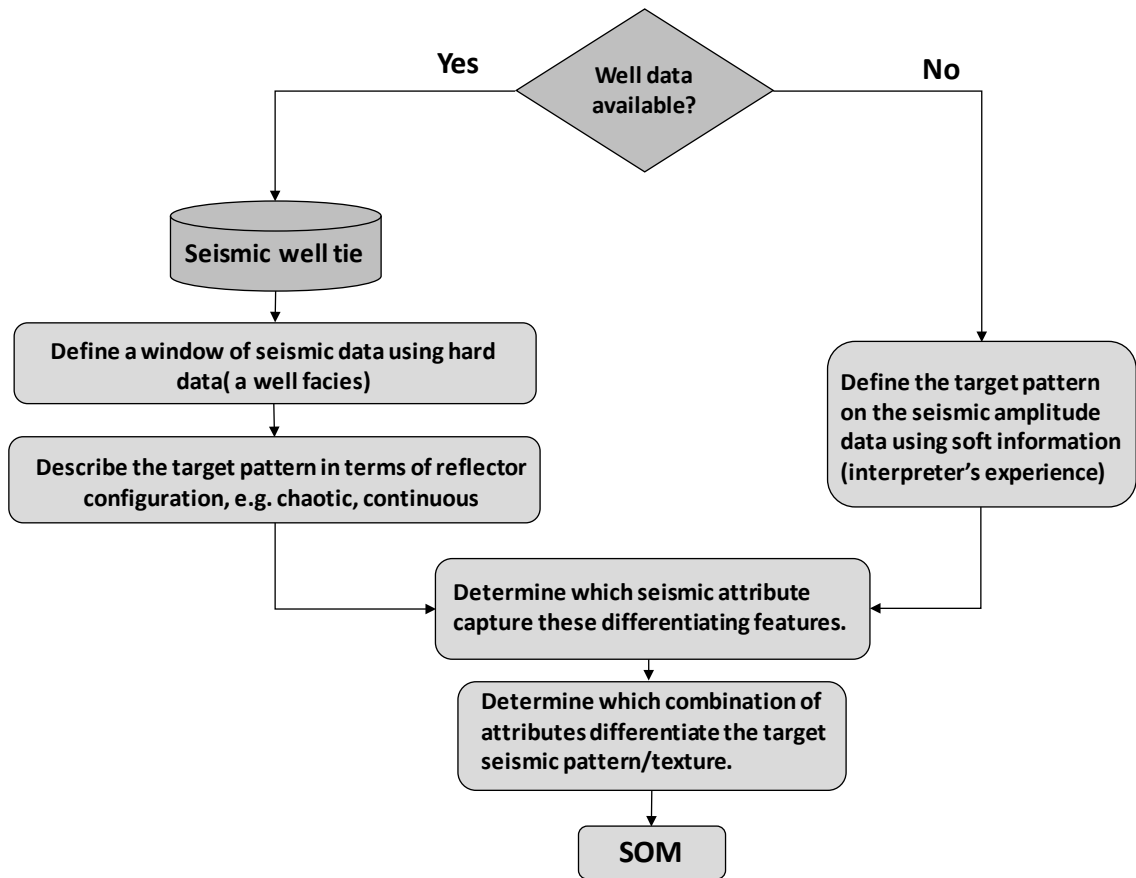 Yes
Well data
available?
No
Seismic well tie
Define a window of seismic data using hard
data( a well facies)
Describe the target pattern in terms of reflector
configuration, e.g. chaotic, continuous
Define the target pattern
on the seismic amplitude
data using soft information
(interpreter’s experience)
Determine which seismic attribute
capture these differentiating features.
Determine which combination of
attributes differentiate the target
seismic pattern/texture.
SOM